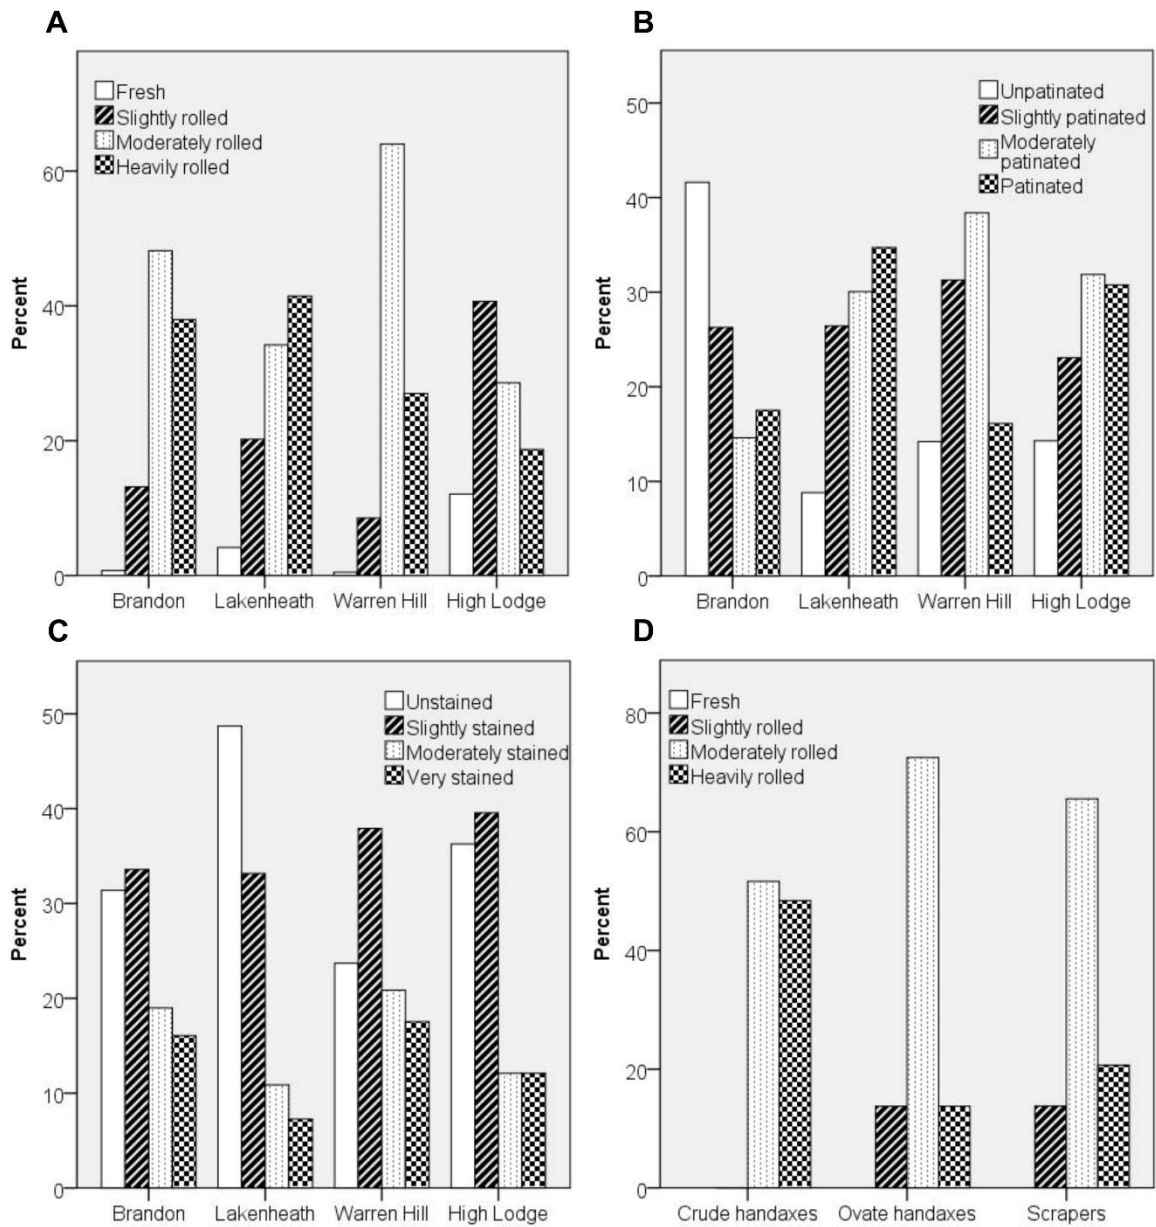 A
Fresh
Slightly rolled
Moderately rolled
Heavily rolled
60
40
20
0
Percent
Brandon Lakenheath Warren Hill High Lodge
B
Unpatinated
Slightly patinated
Moderately
patinated
Patinated
50
40
30
20
10
0
Percent
Brandon Lakenheath Warren Hill High Lodge
C
Unstained
Slightly stained
Moderately stained
Very stained
50
40
30
20
10
0
Percent
Brandon Lakenheath Warren Hill High Lodge
D
Fresh
Slightly rolled
Moderately rolled
Heavily rolled
80
60
40
20
0
Percent
Crude handaxes Ovate handaxes Scrapers